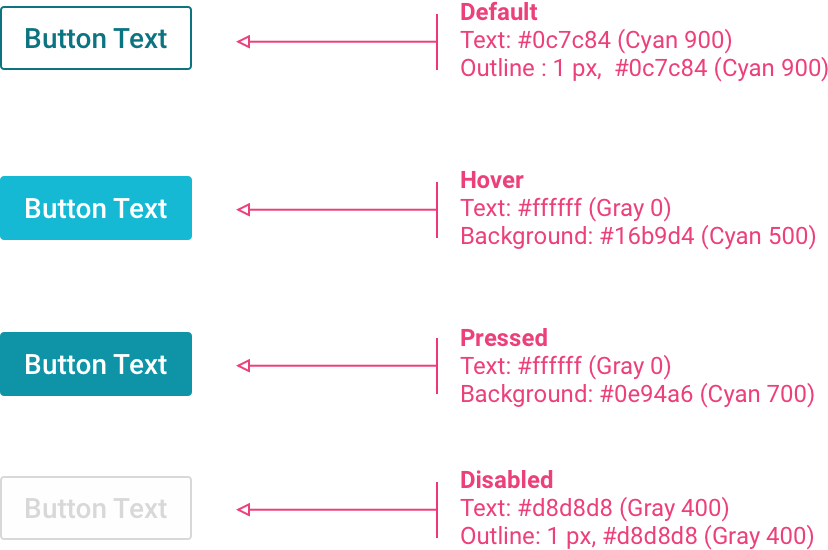 Button Text
Default
Text: #0c7c84 (Cyan 900)
Outline : 1 px,  #0c7c84 (Cyan 900)
Button Text
Hover
Text: #ffffff (Gray 0)
Background: #16b9d4 (Cyan 500)
Button Text
Pressed
Text: #ffffff (Gray 0)
Background: #0e94a6 (Cyan 700)
Button Text
Disabled
Text: #d8d8d8 (Gray 400)
Outline: 1 px, #d8d8d8 (Gray 400)